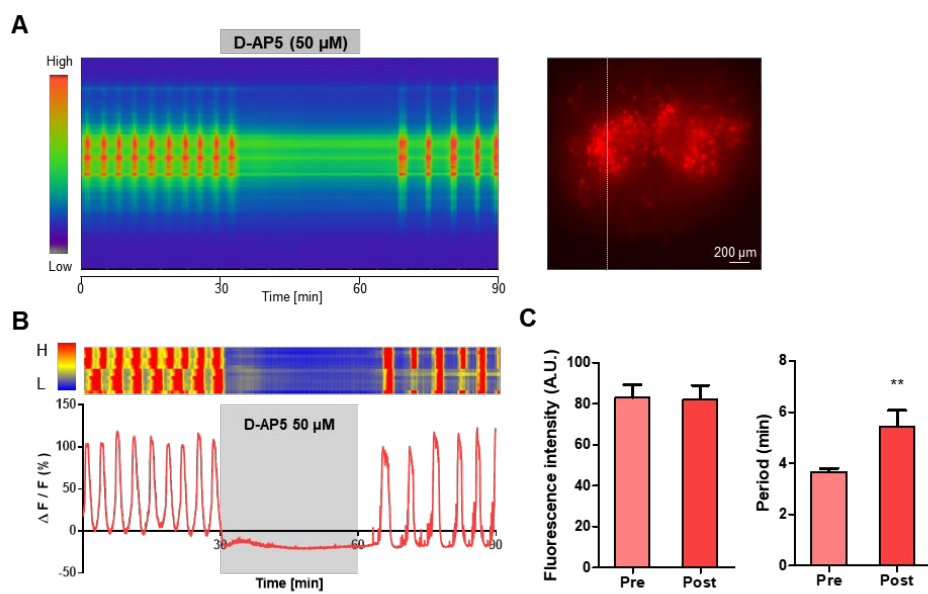 A
D-AP5 (50 µM)
High
Low
0
30
60
90
Time [min]
200 µm
B
H
L
150
100
50
0
-50
Δ F / F (%)
D-AP5 50 µM
30
60
90
Time [min]
C
Fluorescence intensity (A.U.)
100
80
60
40
20
0
Pre
Post
Period (min)
8
6
4
2
0
**
Pre
Post